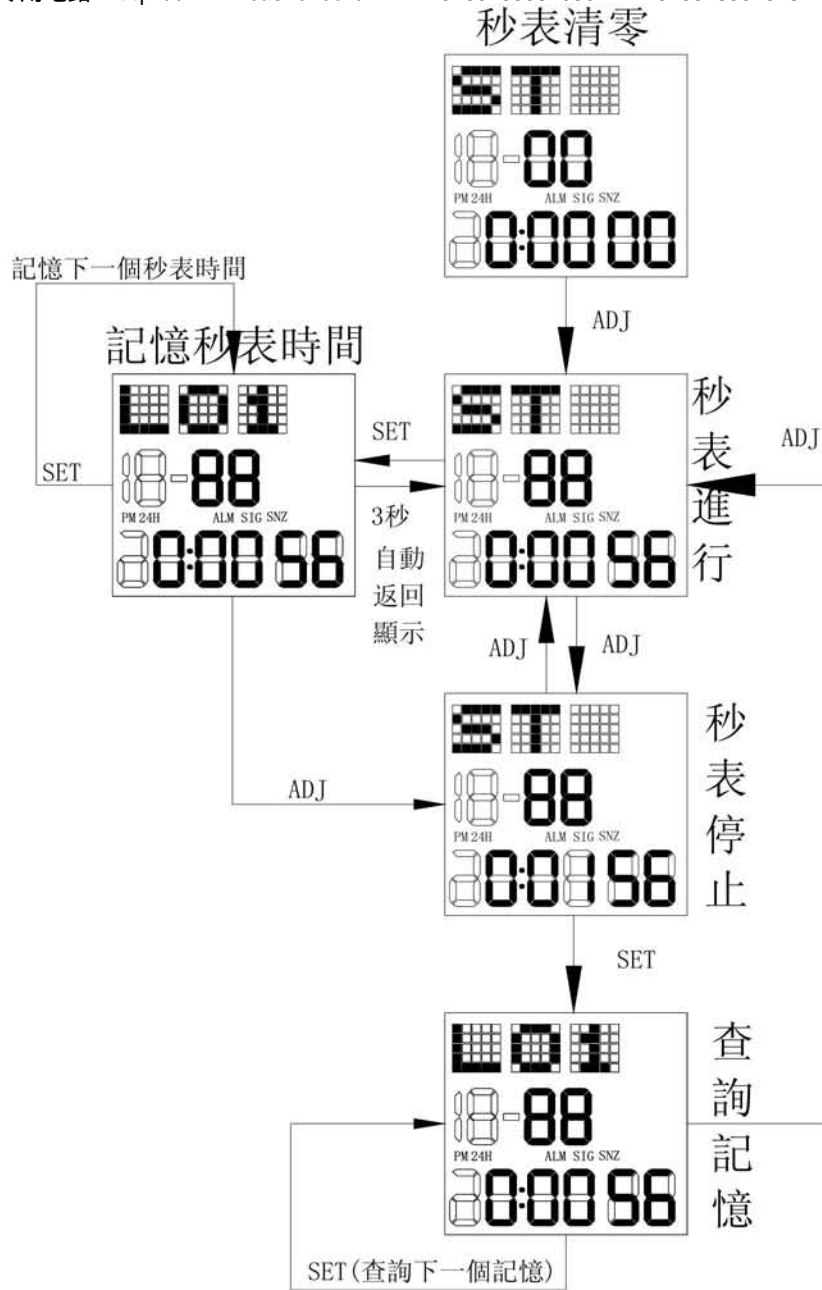 秒表清零
ST
18-00
PM 24H ALM SIG SNZ
0:00 00
ADJ
記憶下一個秒表時間
記憶秒表時間
L01
18-88
PM 24H ALM SIG SNZ
0:00 56
SET
SET
3秒
自動
返回
顯示
ST
18-88
PM 24H ALM SIG SNZ
0:00 56
秒表進行
ADJ
ADJ
ADJ
ADJ
ST
18-88
PM 24H ALM SIG SNZ
0:01 56
秒表停止
SET
L01
18-88
PM 24H ALM SIG SNZ
0:00 56
查詢記憶
SET(查詢下一個記憶)